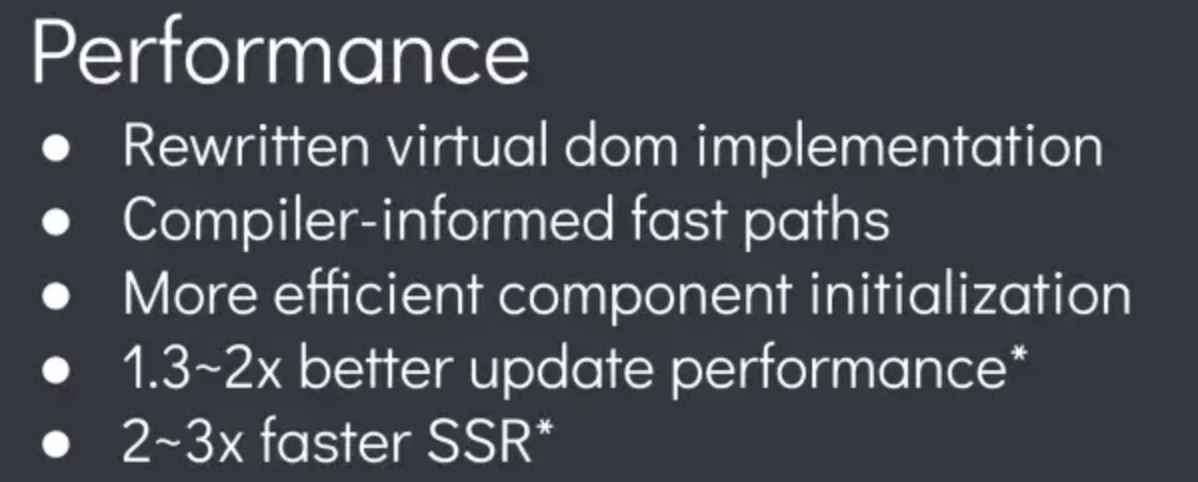 Performance
● Rewritten virtual dom implementation
● Compiler-informed fast paths
● More efficient component initialization
● 1.3~2x better update performance*
● 2~3x faster SSR*